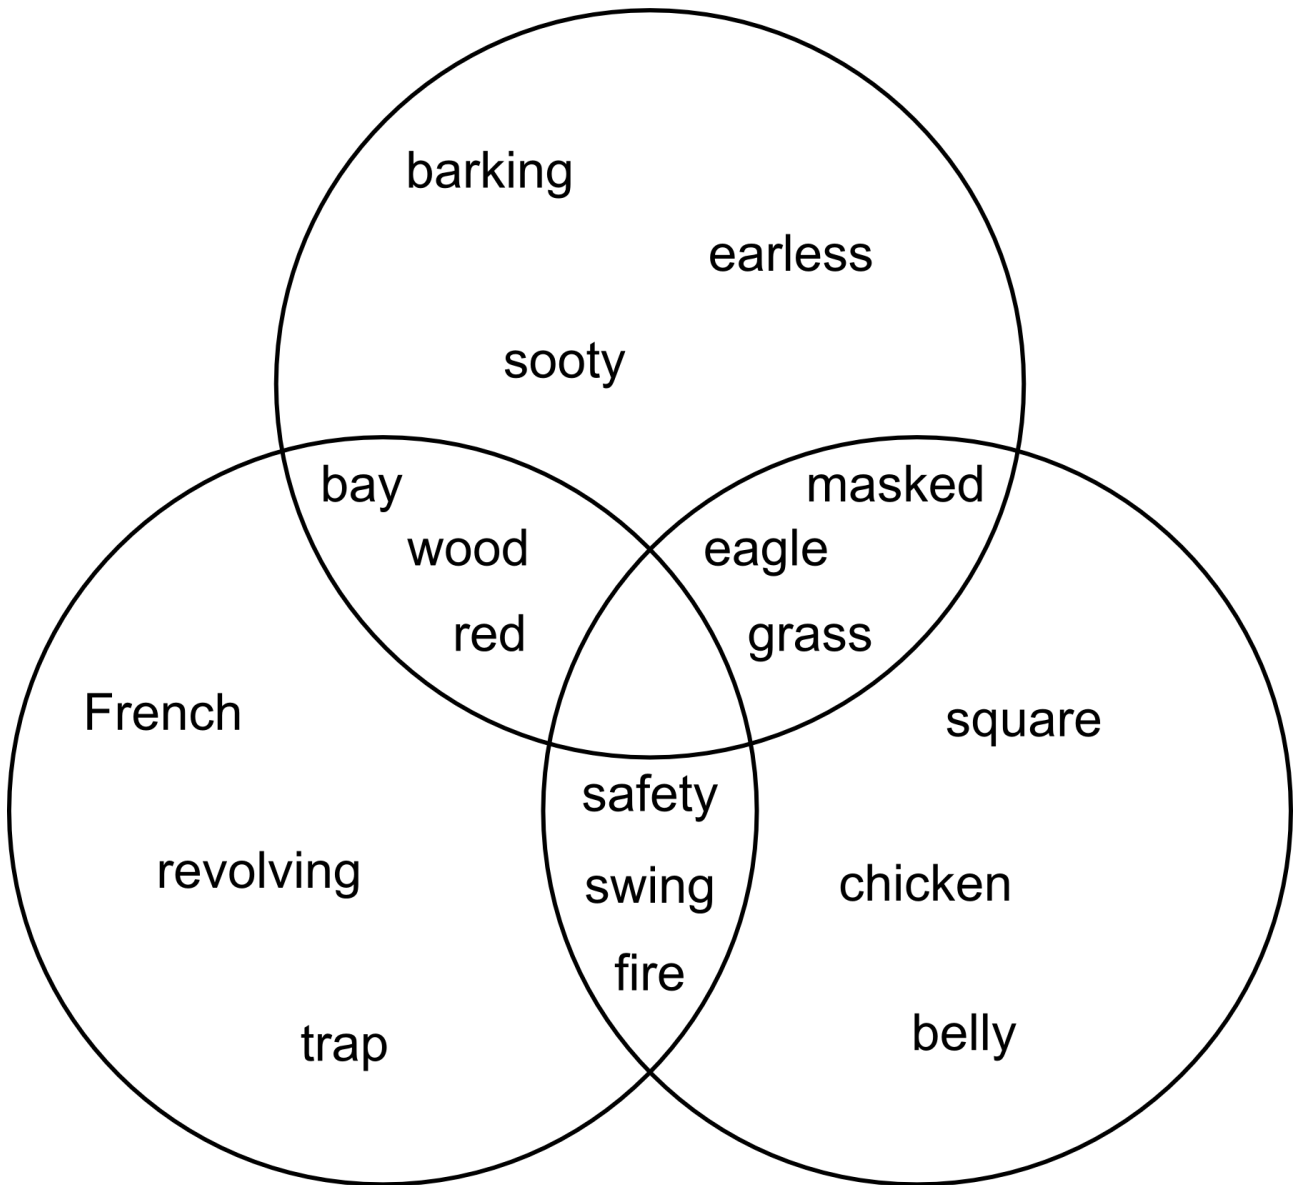 barking
earless
sooty
bay
masked
wood
eagle
red
grass
French
square
safety
revolving
swing
chicken
fire
trap
belly